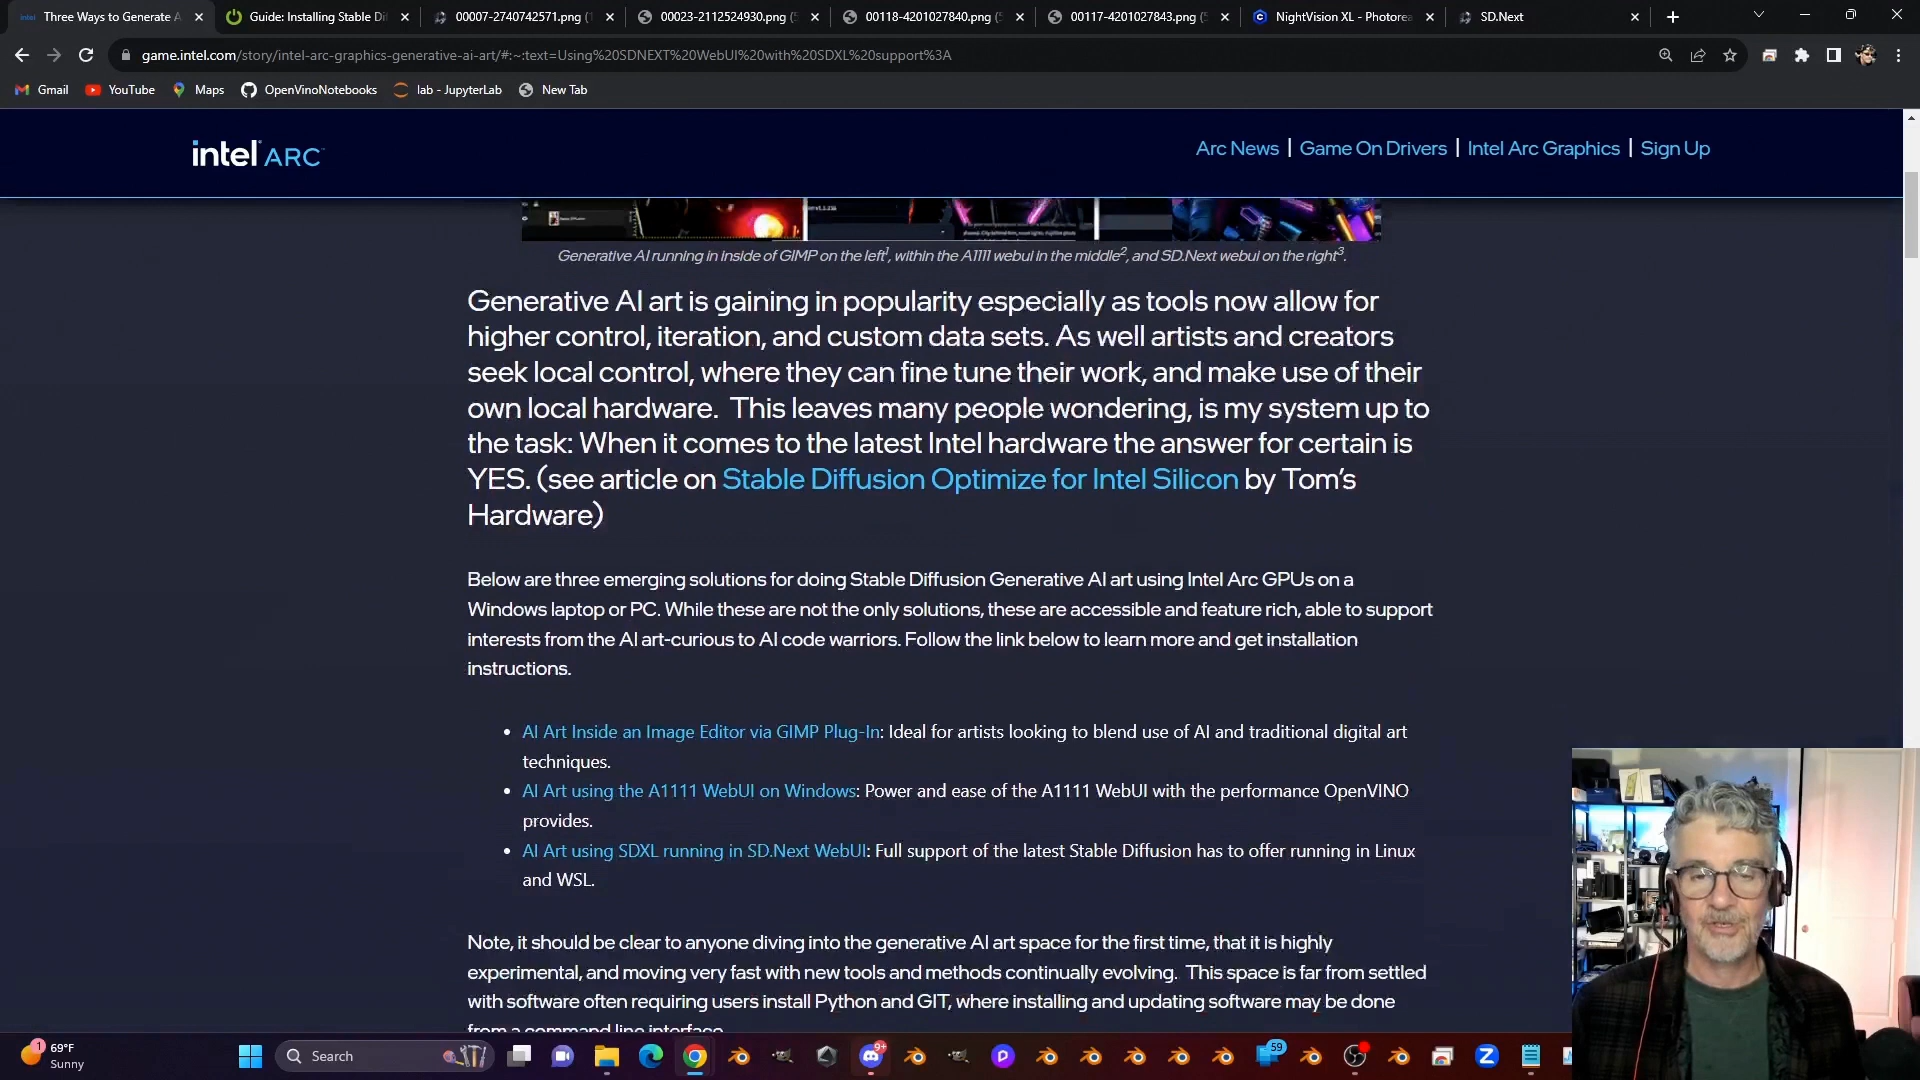 Three Ways to Generate A
Guide: Installing Stable Di
00007-2740742571.png (
00023-2112524930.png (5
00118-4201027840.png (5
00117-4201027843.png (5
NightVision XL - Photorea
SD.Next
game.intel.com/story/intel-arc-graphics-generative-ai-art/#:~:text=Using%20SDNEXT%20WebUI%20with%20SDXL%20support%3A
Gmail
YouTube
Maps
OpenVinoNotebooks
lab - JupyterLab
New Tab
intel ARC
Arc News | Game On Drivers | Intel Arc Graphics | Sign Up
Generative AI running in inside of GIMP on the left1, within the A1111 webui in the middle2, and SD.Next webui on the right3.
Generative AI art is gaining in popularity especially as tools now allow for
higher control, iteration, and custom data sets. As well artists and creators
seek local control, where they can fine tune their work, and make use of their
own local hardware. This leaves many people wondering, is my system up to
the task: When it comes to the latest Intel hardware the answer for certain is
YES. (see article on Stable Diffusion Optimize for Intel Silicon by Tom's
Hardware)
Below are three emerging solutions for doing Stable Diffusion Generative AI art using Intel Arc GPUs on a
Windows laptop or PC. While these are not the only solutions, these are accessible and feature rich, able to support
interests from the AI art-curious to AI code warriors. Follow the link below to learn more and get installation
instructions.
• AI Art Inside an Image Editor via GIMP Plug-In: Ideal for artists looking to blend use of AI and traditional digital art
techniques.
• AI Art using the A1111 WebUI on Windows: Power and ease of the A1111 WebUI with the performance OpenVINO
provides.
• AI Art using SDXL running in SD.Next WebUI: Full support of the latest Stable Diffusion has to offer running in Linux
and WSL.
Note, it should be clear to anyone diving into the generative AI art space for the first time, that it is highly
experimental, and moving very fast with new tools and methods continually evolving. This space is far from settled
with software often requiring users install Python and GIT, where installing and updating software may be done
from a command line interface.
1
69°F
Sunny
Search
9+
59